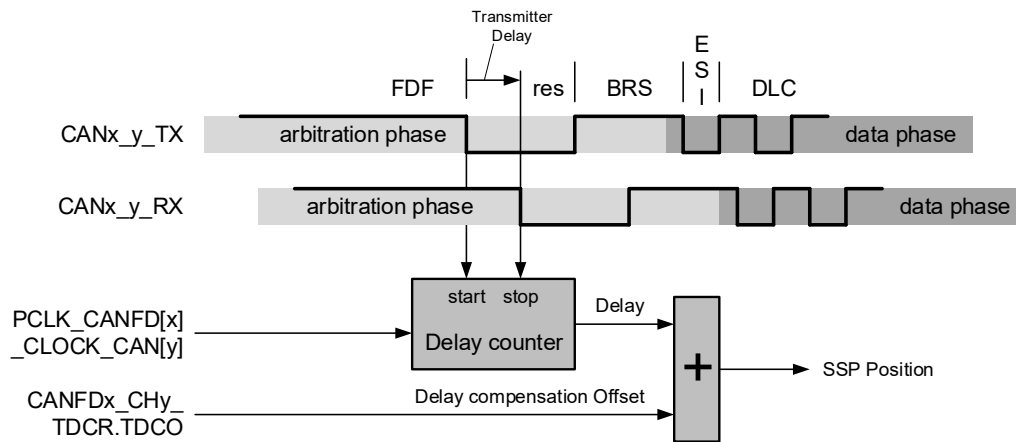 Transmitter
Delay
E
S
I
FDF
res
BRS
DLC
CANx_y_TX
arbitration phase
data phase
CANx_y_RX
arbitration phase
data phase
start stop
Delay counter
PCLK_CANFD[x]
_CLOCK_CAN[y]
Delay
+
SSP Position
CANFDx_CHy_
TDCR.TDCO
Delay compensation Offset